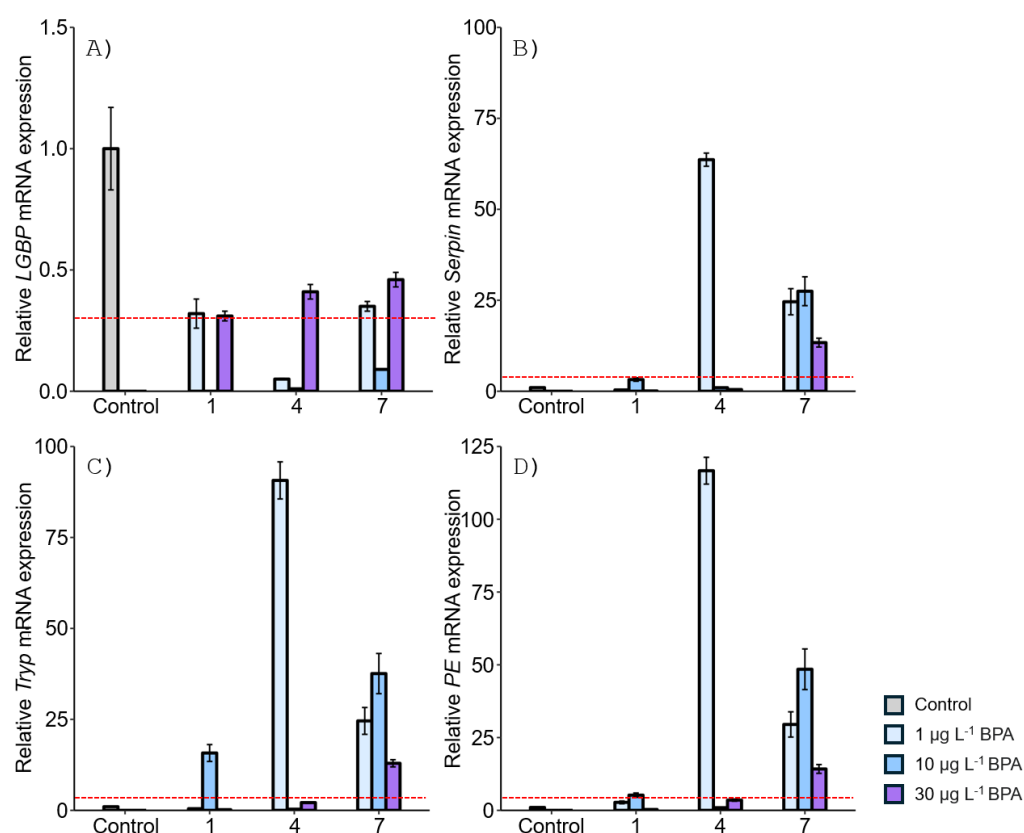 A)
Relative LGBP mRNA expression
1.5
1.0
0.5
0.0
Control 1 4 7
B)
Relative Serpin mRNA expression
100
75
50
25
0
Control 1 4 7
C)
Relative Tryp mRNA expression
100
75
50
25
0
Control 1 4 7
D)
Relative PE mRNA expression
125
100
75
50
25
0
Control 1 4 7
Control
1 µg L⁻¹ BPA
10 µg L⁻¹ BPA
30 µg L⁻¹ BPA